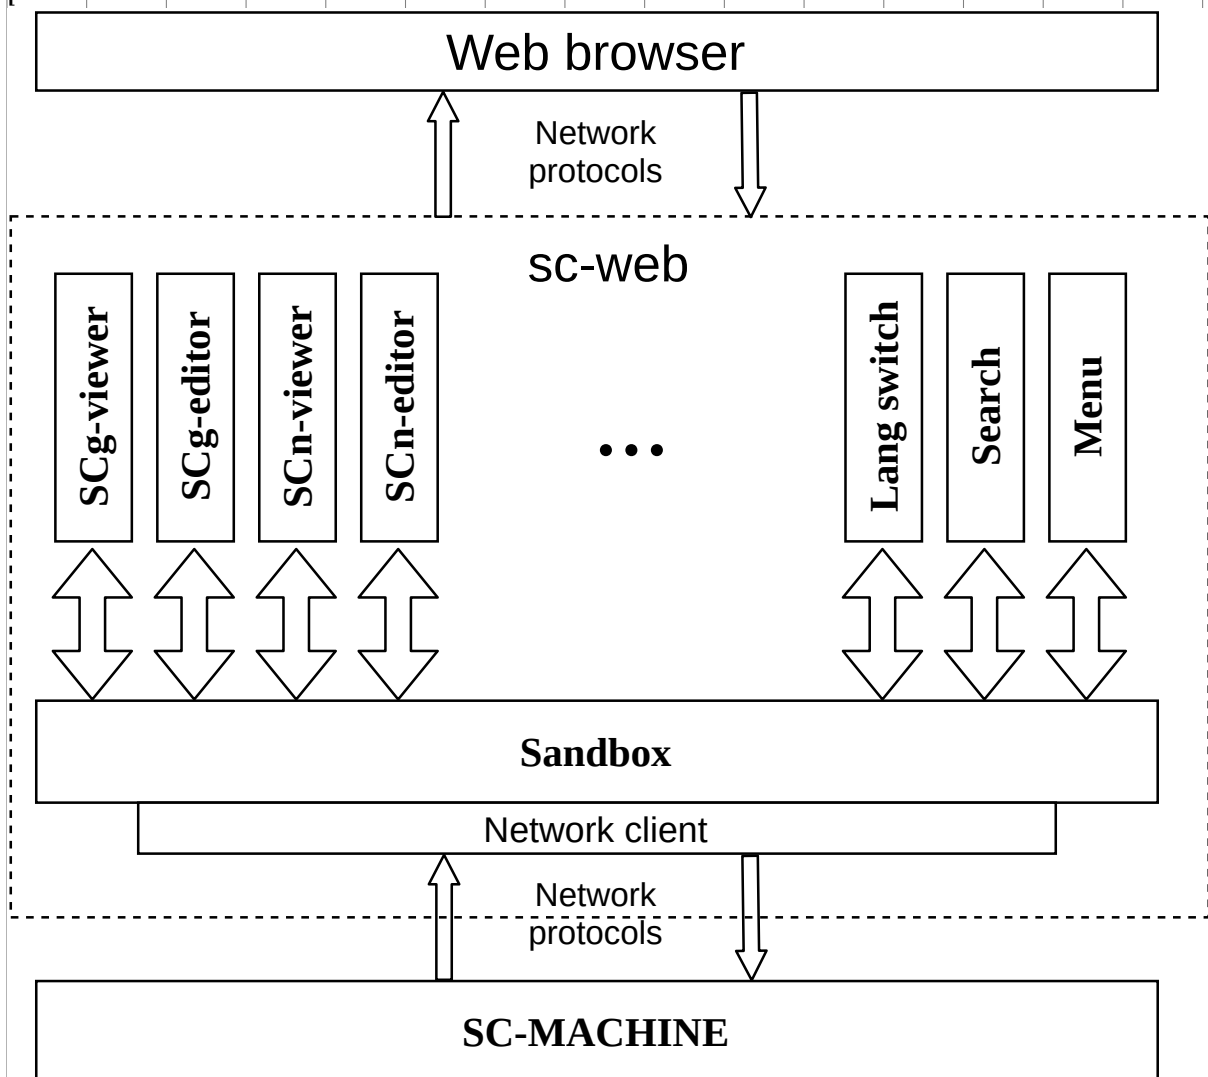 Web browser
Network
protocols
sc-web
SCg-viewer
SCg-editor
SCn-viewer
SCn-editor
...
Lang switch
Search
Menu
Sandbox
Network client
Network
protocols
SC-MACHINE